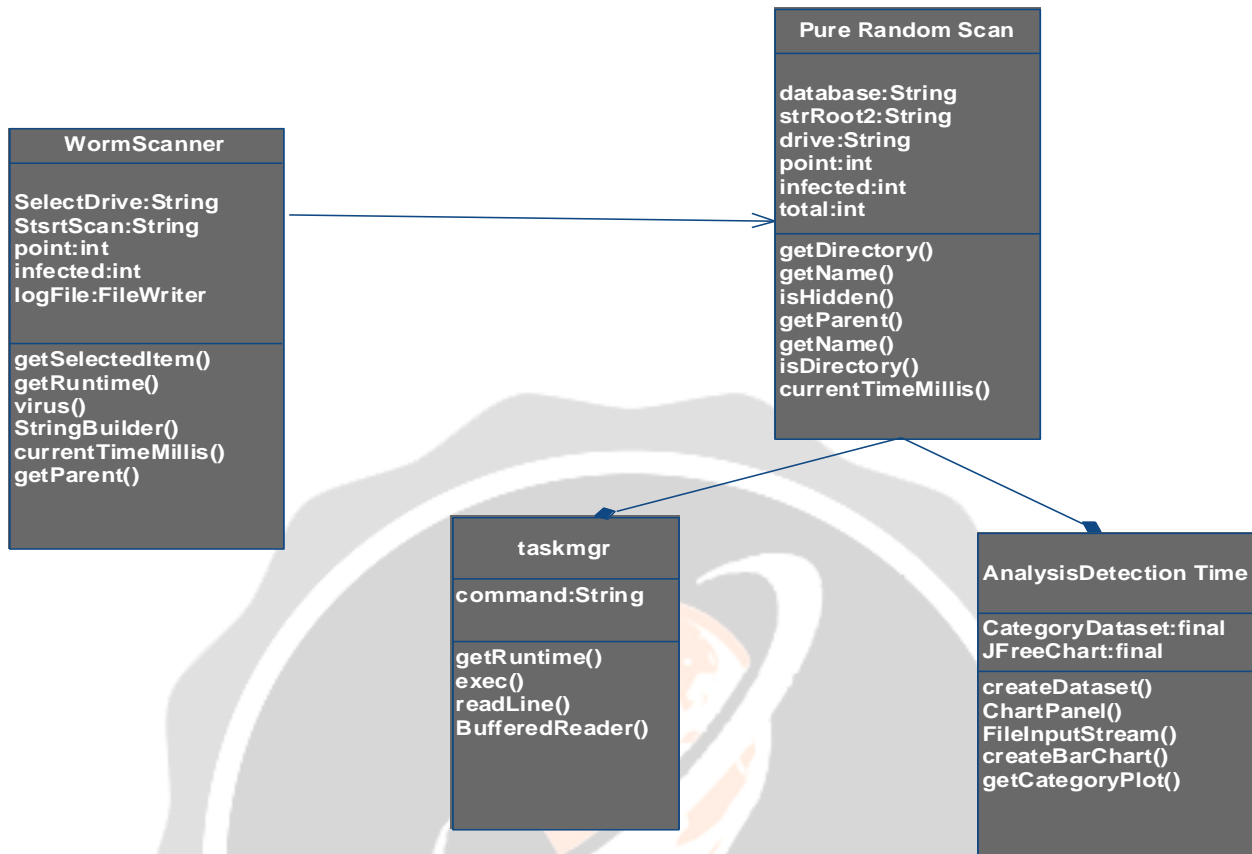 WormScanner
SelectDrive:String
StsrtScan:String
point:int
infected:int
logFile:FileWriter
getSelectedItem()
getRuntime()
virus()
StringBuilder()
currentTimeMillis()
getParent()
Pure Random Scan
database:String
strRoot2:String
drive:String
point:int
infected:int
total:int
getDirectory()
getName()
isHidden()
getParent()
getName()
isDirectory()
currentTimeMillis()
taskmgr
command:String
getRuntime()
exec()
readLine()
BufferedReader()
AnalysisDetection Time
CategoryDataset:final
JFreeChart:final
createDataset()
ChartPanel()
FileInputStream()
createBarChart()
getCategoryPlot()